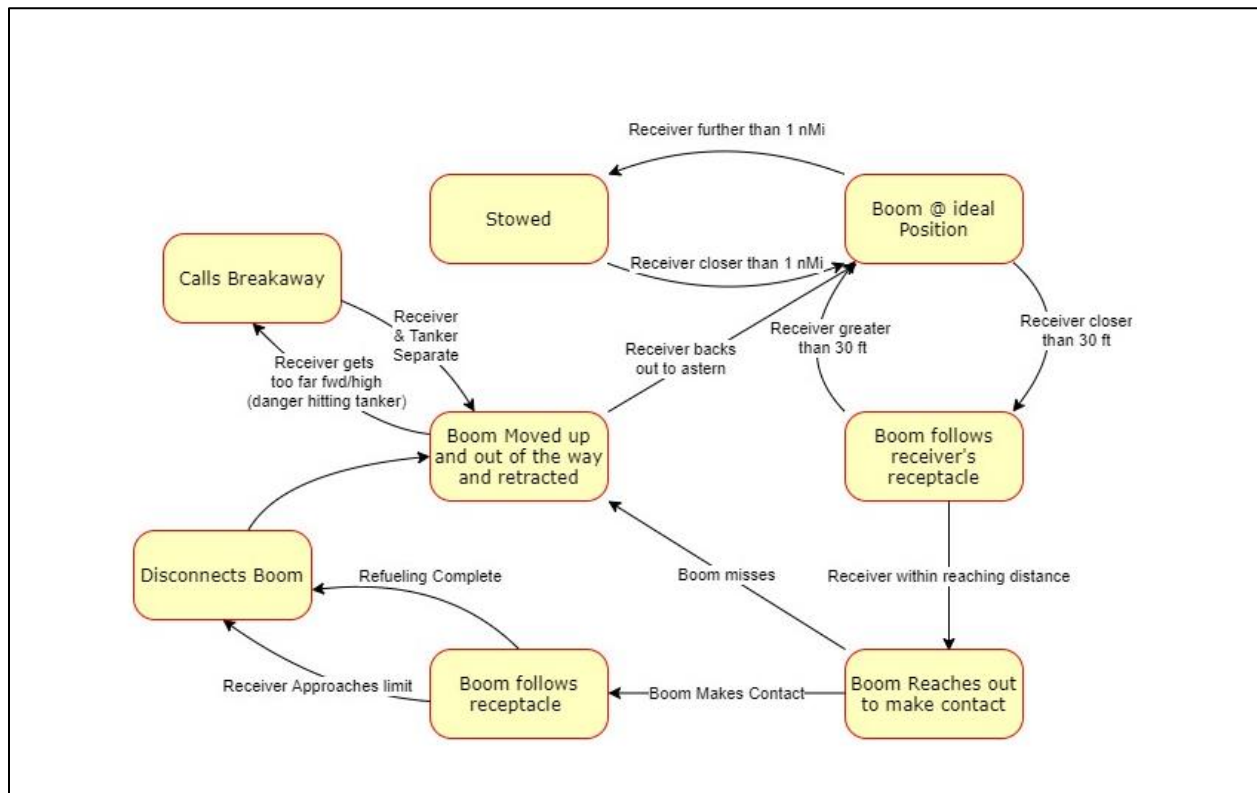 Receiver further than 1 nMi
Stowed
Boom @ ideal
Position
Receiver closer than 1 nMi
Calls Breakaway
Receiver
& Tanker
Separate
Receiver gets
too far fwd/high
(danger hitting tanker)
Receiver backs
out to astern
Receiver greater
than 30 ft
Receiver closer
than 30 ft
Boom Moved up
and out of the way
and retracted
Boom follows
receiver's
receptacle
Disconnects Boom
Refueling Complete
Boom misses
Receiver within reaching distance
Receiver Approaches limit
Boom follows
receptacle
Boom Makes Contact
Boom Reaches out
to make contact